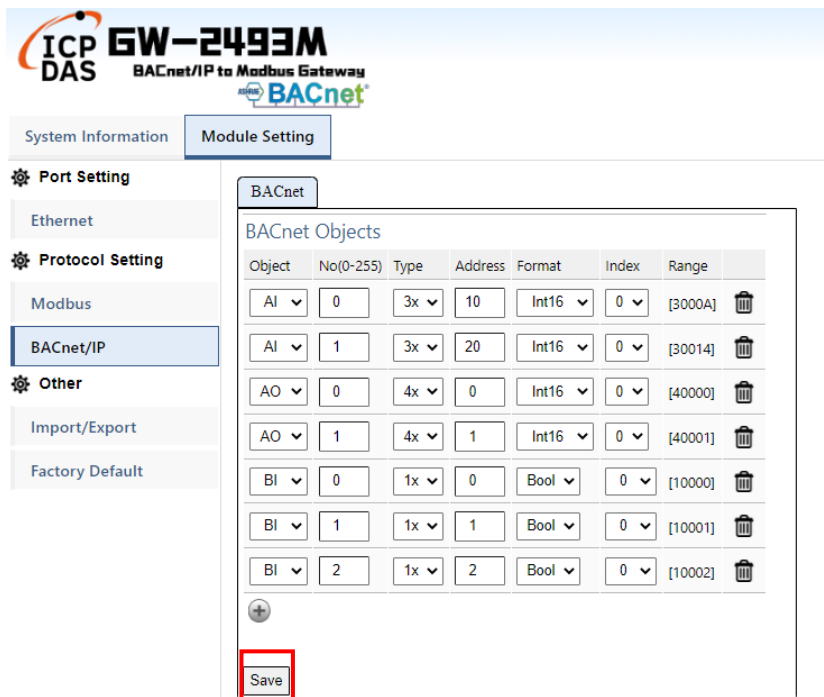 ICP DAS GW-2493M
BACnet/IP to Modbus Gateway
ASHRAE BACnet
System Information Module Setting
Port Setting
Ethernet
Protocol Setting
Modbus
BACnet/IP
Other
Import/Export
Factory Default
BACnet
BACnet Objects
Object No(0-255) Type Address Format Index Range
AI 0 3x 10 Int16 0 [3000A]
AI 1 3x 20 Int16 0 [30014]
AO 0 4x 0 Int16 0 [40000]
AO 1 4x 1 Int16 0 [40001]
BI 0 1x 0 Bool 0 [10000]
BI 1 1x 1 Bool 0 [10001]
BI 2 1x 2 Bool 0 [10002]
Save